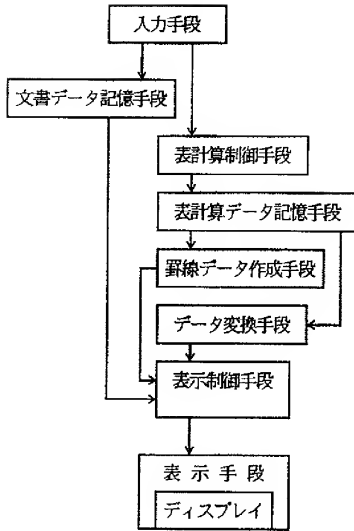 入力手段
文書データ記憶手段
表計算制御手段
表計算データ記憶手段
罫線データ作成手段
データ変換手段
表示制御手段
表示手段
ディスプレイ